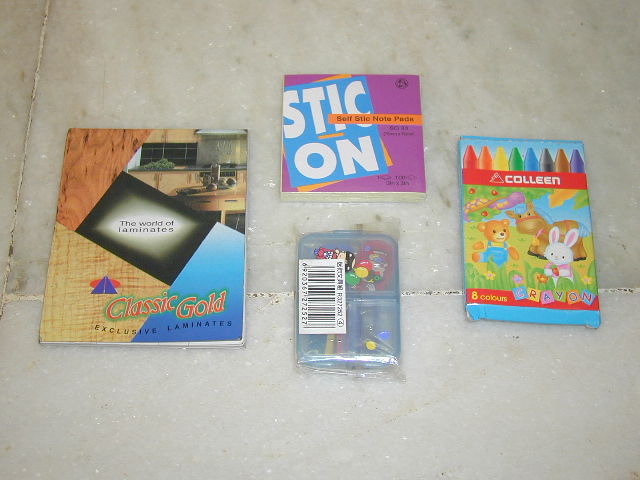 The world of
laminates
Classic Gold
EXCLUSIVE LAMINATES
STIC
Self Stic Note Pads
ON
COLLEEN
8 colours
CRAYON